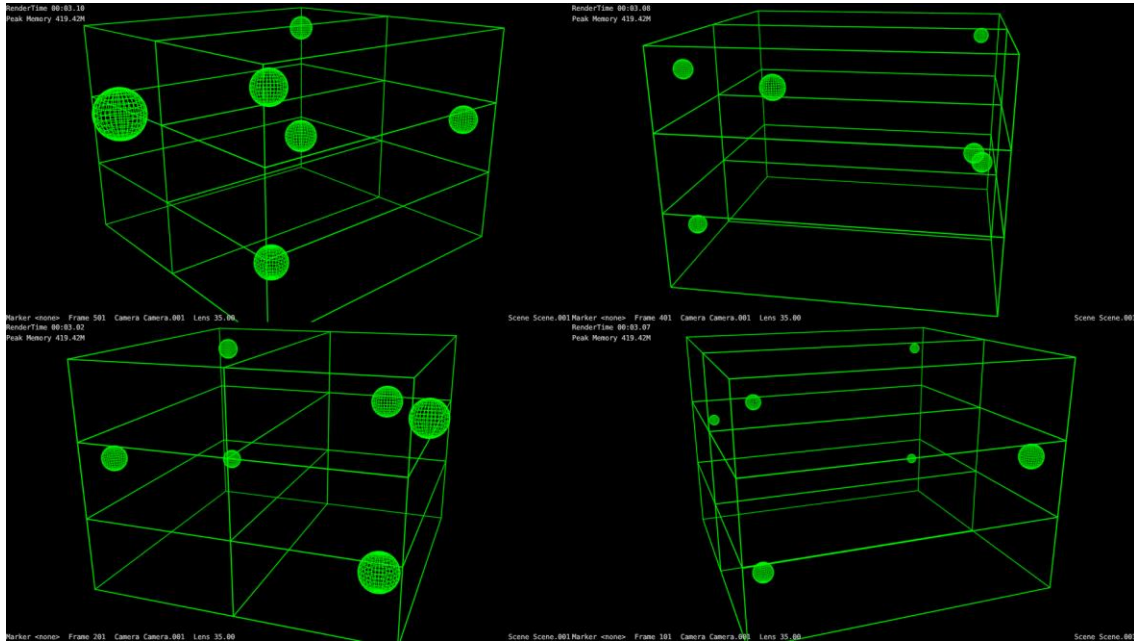 RenderTime 00:03.10
Peak Memory 419.42M
RenderTime 00:03.08
Peak Memory 419.42M
Marker <none> Frame 501 Camera Camera.001 Lens 35.00
Scene Scene.001
Marker <none> Frame 401 Camera Camera.001 Lens 35.00
Scene Scene.001
RenderTime 00:03.02
Peak Memory 419.42M
RenderTime 00:03.07
Peak Memory 419.42M
Marker <none> Frame 201 Camera Camera.001 Lens 35.00
Scene Scene.001
Marker <none> Frame 101 Camera Camera.001 Lens 35.00
Scene Scene.001